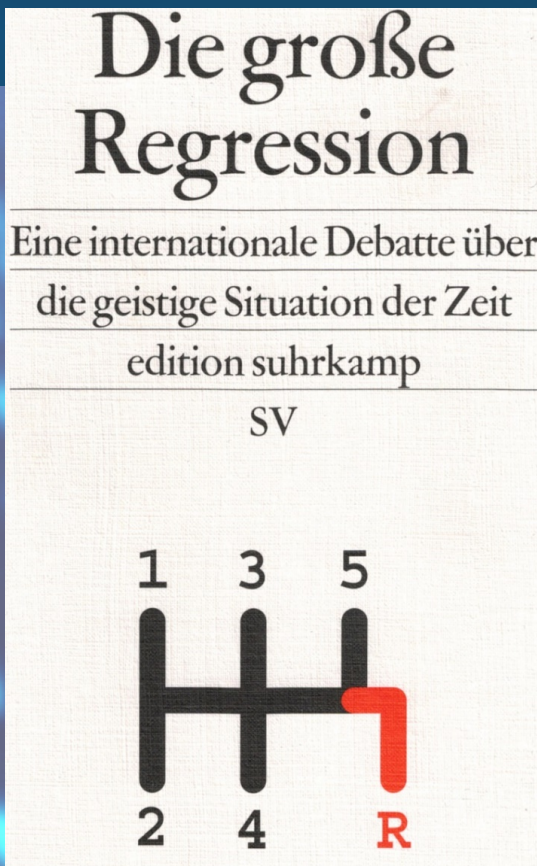 Die große
Regression
Eine internationale Debatte über
die geistige Situation der Zeit
edition suhrkamp
SV
1 3 5
2 4 R